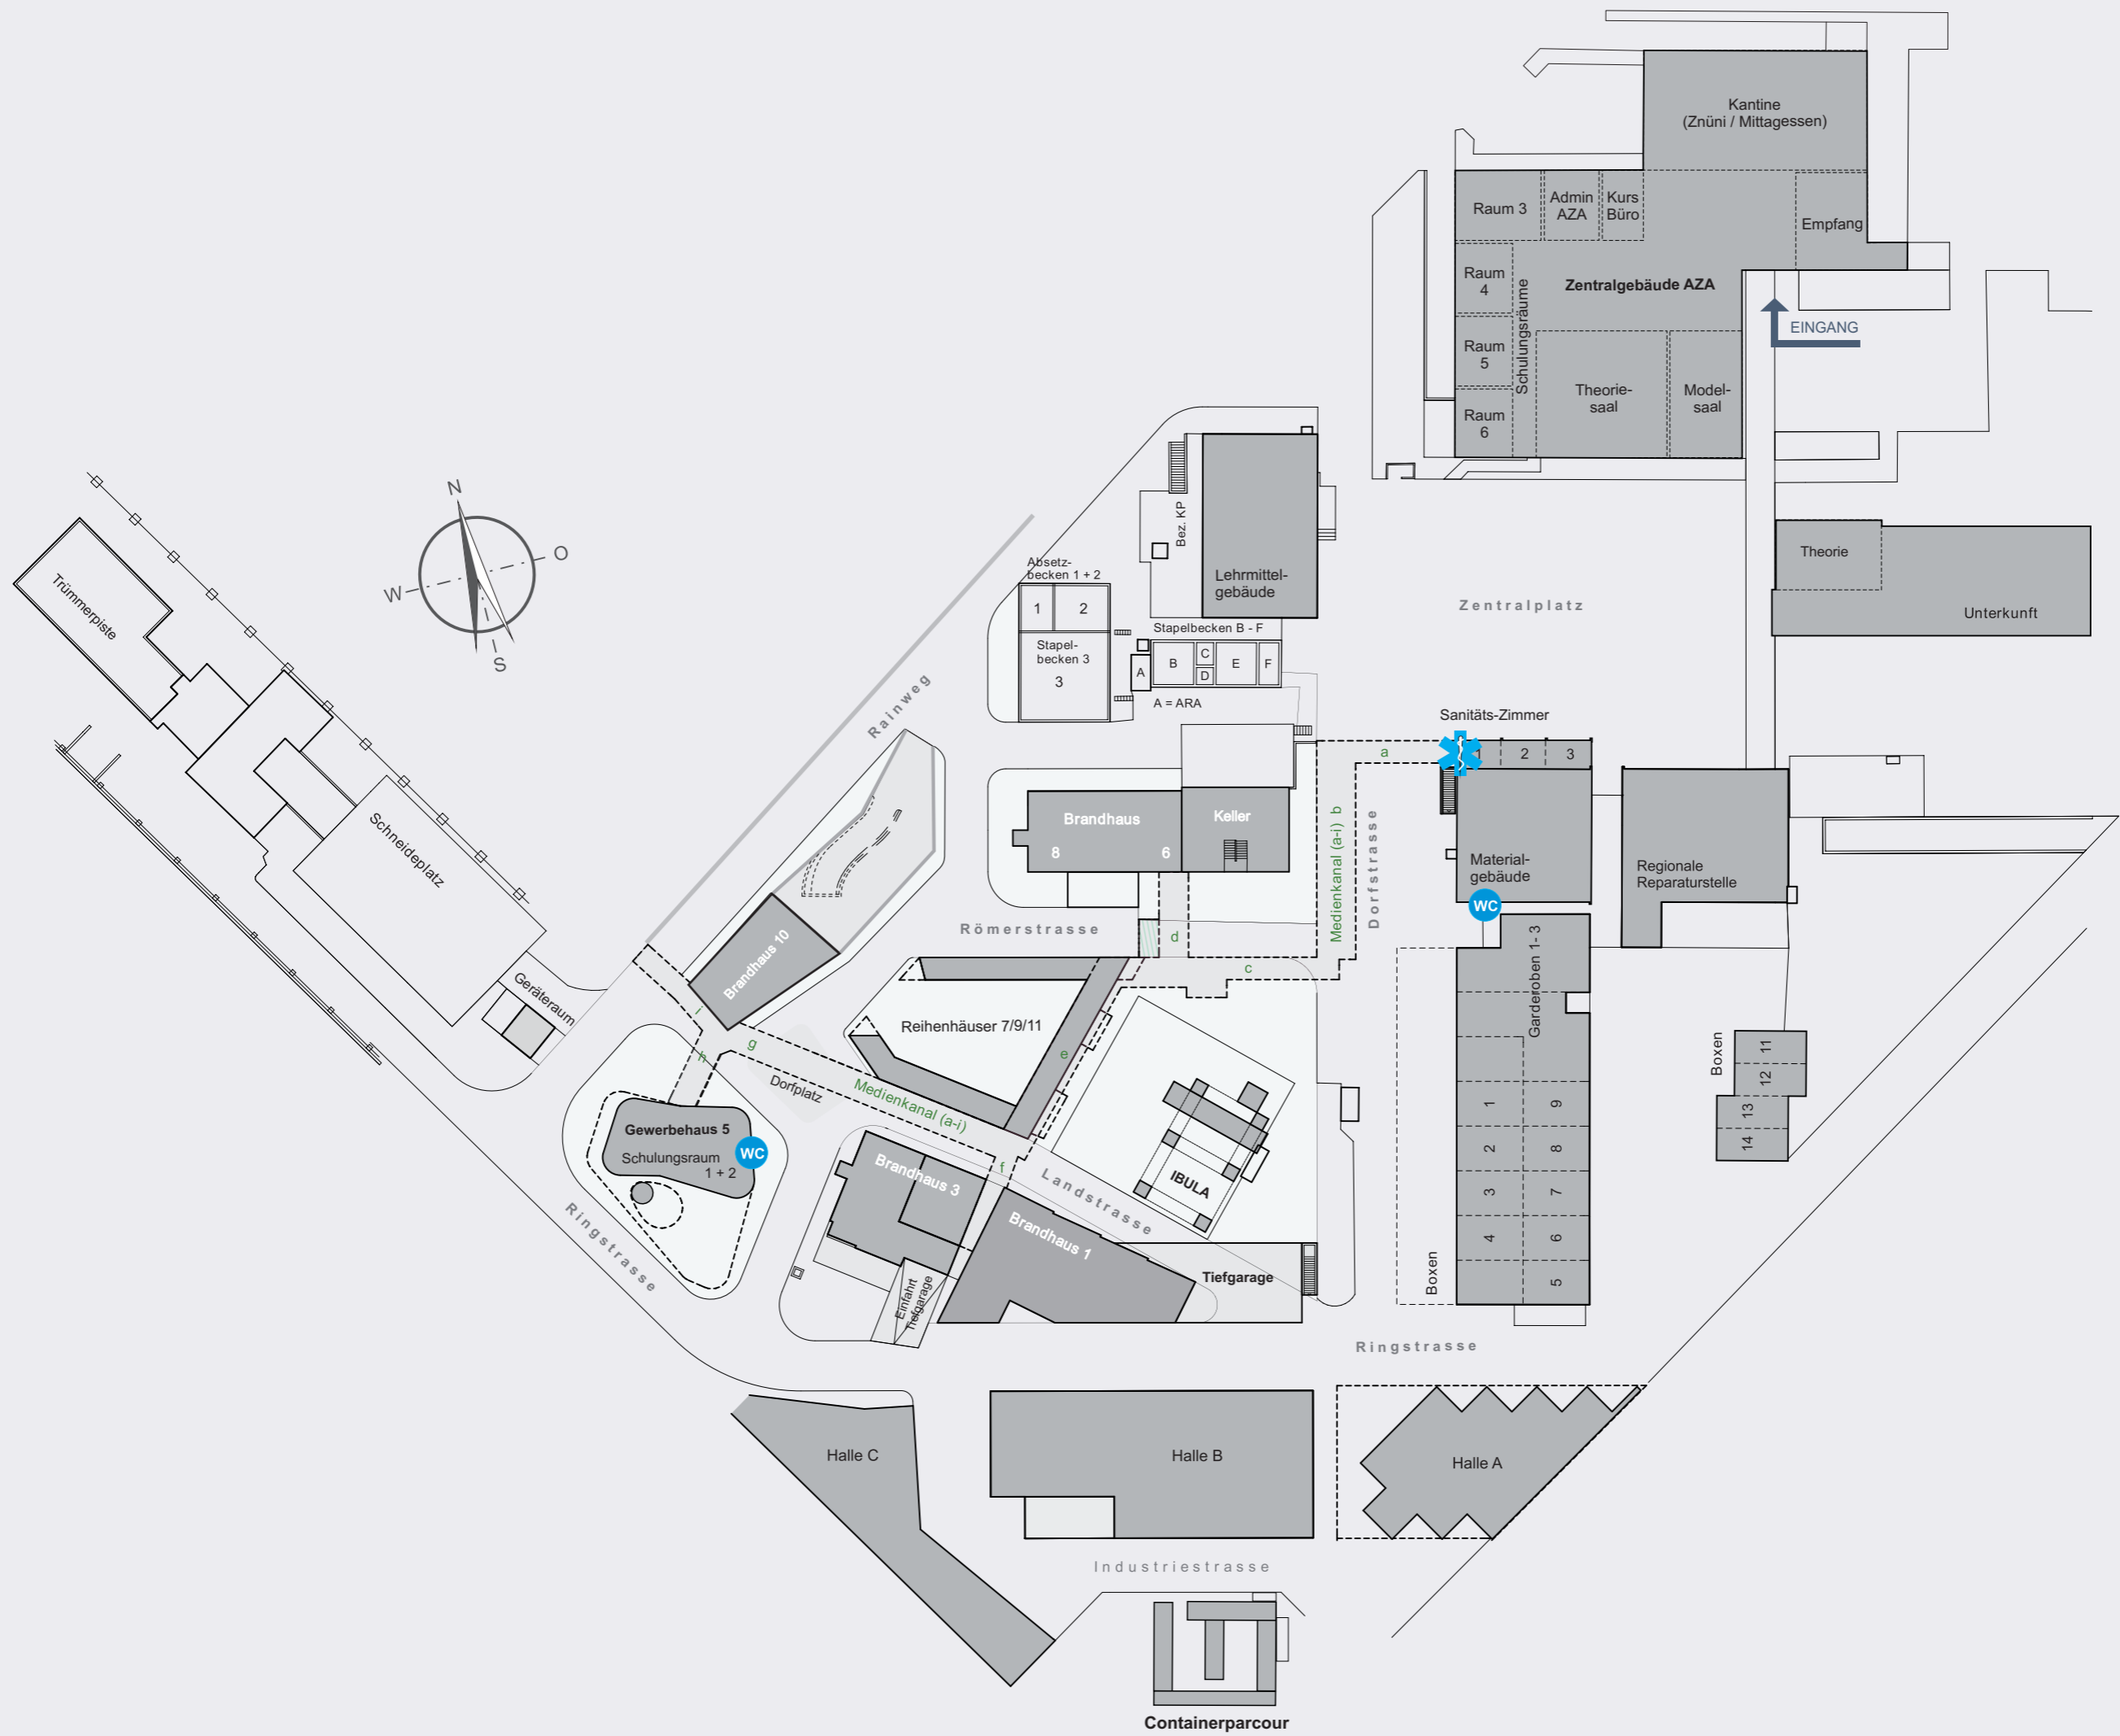 Kantine
(Znüni / Mittagessen)
Raum 3
Admin
AZA
Kurs
Büro
Empfang
Raum
4
Zentralgebäude AZA
Schulungsräume
EINGANG
Raum
5
Theorie-
saal
Model-
saal
Raum
6
N
O
W
S
Trümmerpiste
Bez. KP
Absetz-
becken 1 + 2
1
2
Lehrmittel-
gebäude
Theorie
Unterkunft
Zentralplatz
Stapelbecken B - F
Stapel-
becken 3
3
A
B
C
D
E
F
A = ARA
Rainweg
Sanitäts-Zimmer
a
1
2
3
Schneideplatz
Brandhaus
8
6
Keller
Medienkanal (a-i) b
Dorfstrasse
Material-
gebäude
Regionale
Reparaturstelle
WC
Römerstrasse
d
c
Brandhaus 10
Geräteraum
i
h
g
Reihenhäuser 7/9/11
e
Garderoben 1- 3
Boxen
11
12
13
14
Dorfplatz
Medienkanal (a-i)
Gewerbehaus 5
Schulungsraum
1 + 2
WC
f
Brandhaus 3
Landstrasse
IBULA
Brandhaus 1
1
9
2
8
3
7
4
6
5
Boxen
Ringstrasse
Einfahrt
Tiefgarage
Tiefgarage
Ringstrasse
Halle C
Halle B
Halle A
Industriestrasse
Containerparcour